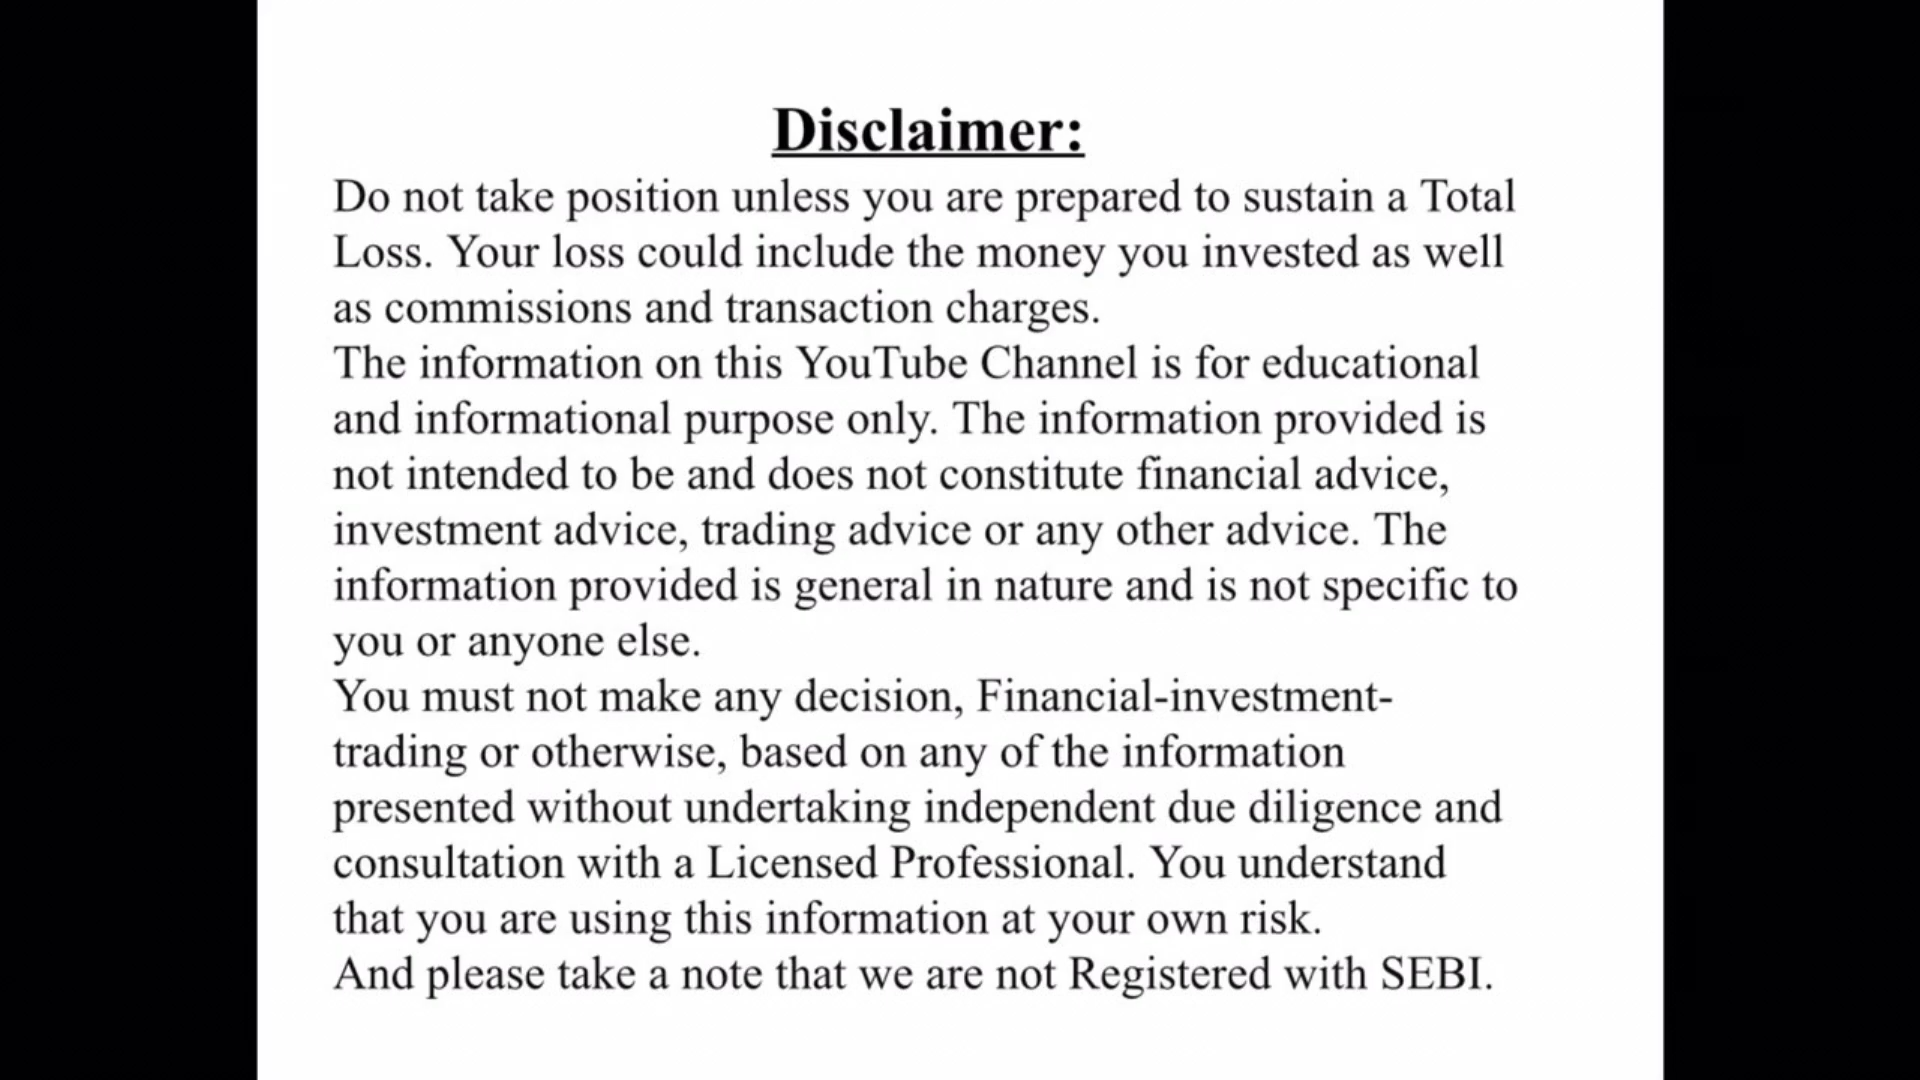 Disclaimer:
Do not take position unless you are prepared to sustain a Total
Loss. Your loss could include the money you invested as well
as commissions and transaction charges.
The information on this YouTube Channel is for educational
and informational purpose only. The information provided is
not intended to be and does not constitute financial advice,
investment advice, trading advice or any other advice. The
information provided is general in nature and is not specific to
you or anyone else.
You must not make any decision, Financial-investment-
trading or otherwise, based on any of the information
presented without undertaking independent due diligence and
consultation with a Licensed Professional. You understand
that you are using this information at your own risk.
And please take a note that we are not Registered with SEBI.